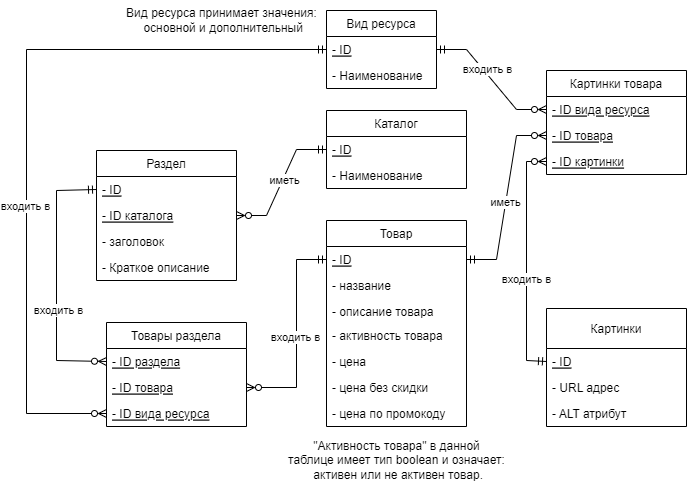 Вид ресурса принимает значения:
основной и дополнительный
Вид ресурса
- ID
- Наименование
входить в
Картинки товара
- ID вида ресурса
- ID товара
- ID картинки
Каталог
- ID
- Наименование
иметь
Раздел
- ID
- ID каталога
- заголовок
- Краткое описание
входить в
иметь
Товар
- ID
- название
- описание товара
- активность товара
- цена
- цена без скидки
- цена по промокоду
входить в
входить в
входить в
Товары раздела
- ID раздела
- ID товара
- ID вида ресурса
Картинки
- ID
- URL адрес
- ALT атрибут
"Активность товара" в данной
таблице имеет тип boolean и означает:
активен или не активен товар.